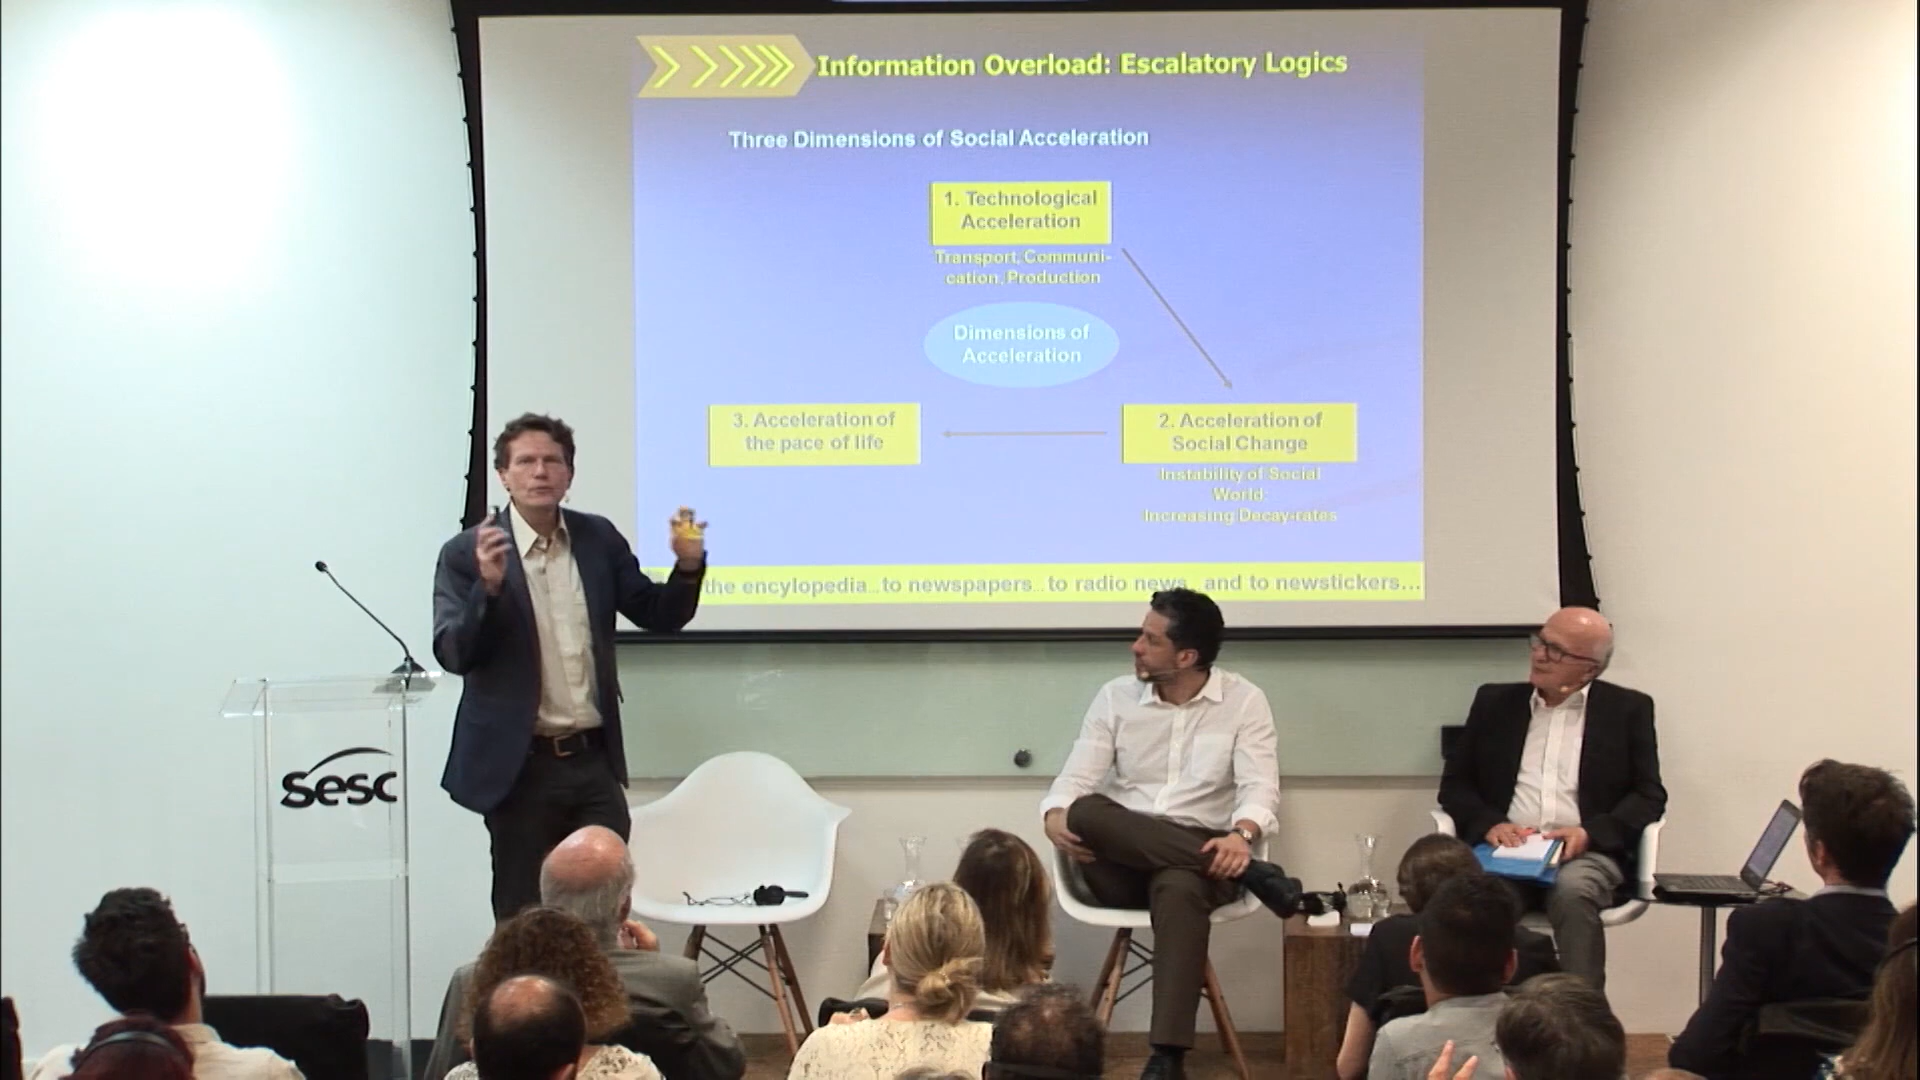 Information Overload: Escalatory Logics
Three Dimensions of Social Acceleration
1. Technological
Acceleration
Transport, Communi-
cation, Production
Dimensions of
Acceleration
3. Acceleration of
the pace of life
2. Acceleration of
Social Change
Instability of Social
World:
Increasing Decay-rates
the encylopedia...to newspapers...to radio news...and to newstickers...
sesc